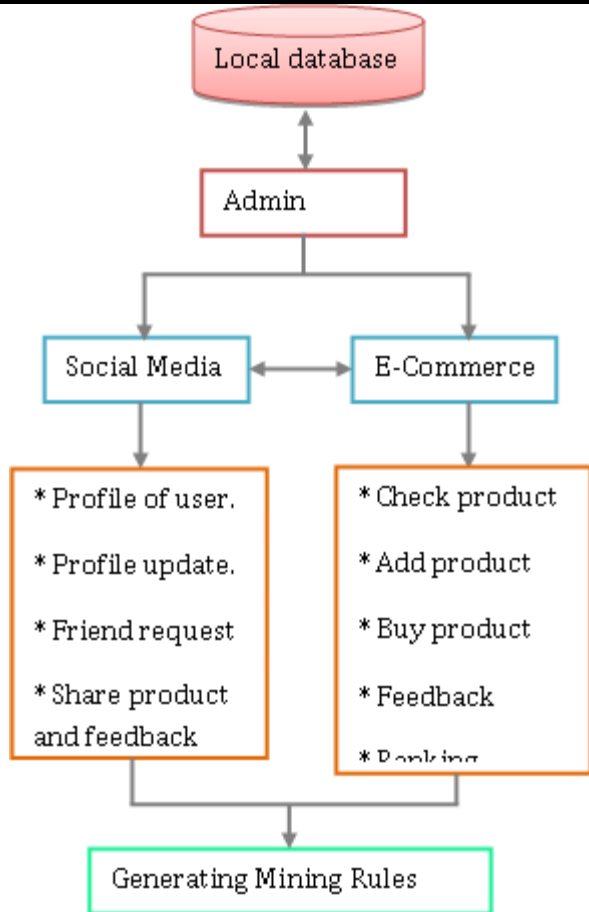 Local database
Admin
Social Media
E-Commerce
* Profile of user.
* Profile update.
* Friend request
* Share product
and feedback
* Check product
* Add product
* Buy product
* Feedback
*
Generating Mining Rules